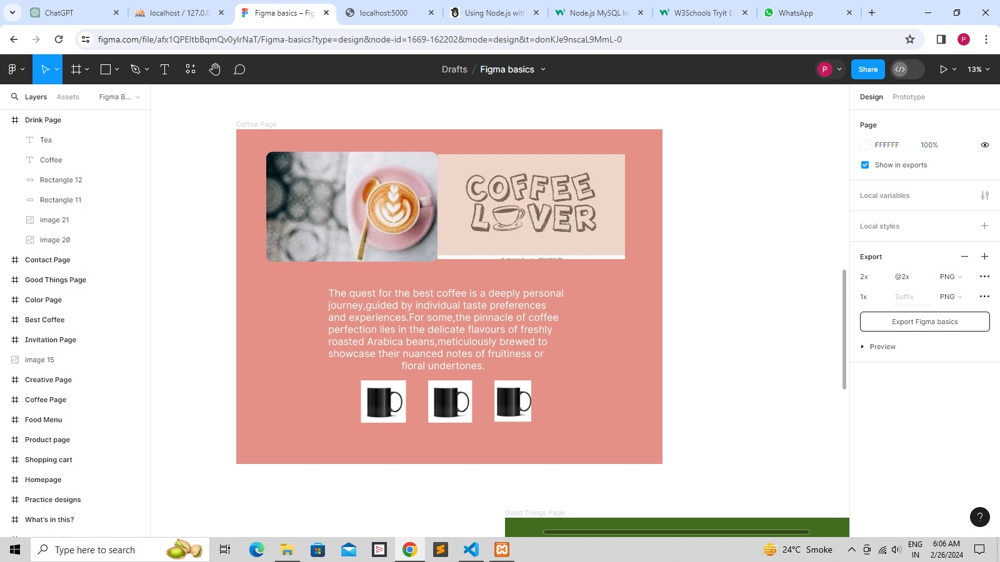 ChatGPT
localhost / 127.0.0
Figma basics – Fig
localhost:5000
Using Node.js with
Node.js MySQL In
W3Schools Tryit E
WhatsApp
figma.com/file/afx1QPEltbBqmQv0ylrNaT/Figma-basics?type=design&node-id=1669-162202&mode=design&t=donKJe9nscaL9MmL-0
P
Drafts / Figma basics
P
Share
13%
Layers
Assets
Figma B...
Drink Page
Tea
Coffee
Rectangle 12
Rectangle 11
image 21
image 20
Contact Page
Good Things Page
Color Page
Best Coffee
Invitation Page
image 15
Creative Page
Coffee Page
Food Menu
Product page
Shopping cart
Homepage
Practice designs
What's in this?
Coffee Page
COFFEE
LOVER
The quest for the best coffee is a deeply personal
journey,guided by individual taste preferences
and experiences.For some,the pinnacle of coffee
perfection lies in the delicate flavours of freshly
roasted Arabica beans,meticulously brewed to
showcase their nuanced notes of fruitiness or
floral undertones.
Good Things Page
Design
Prototype
Page
FFFFFF
100%
Show in exports
Local variables
Local styles
Export
2x
@2x
PNG
1x
Suffix
PNG
Export Figma basics
Preview
?
Type here to search
24°C Smoke
ENG
IN
6:06 AM
2/26/2024